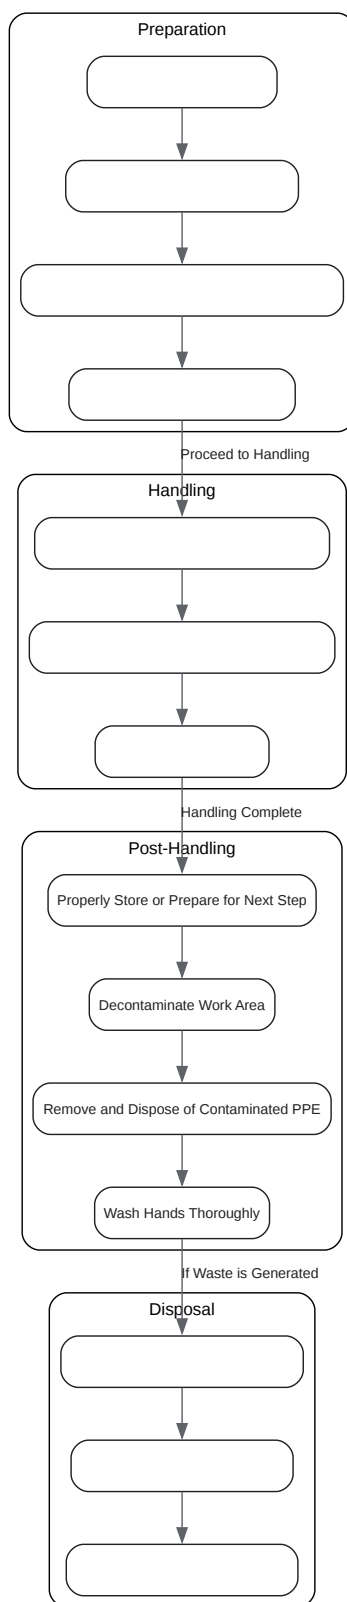 Preparation
Proceed to Handling
Handling
Handling Complete
Post-Handling
Properly Store or Prepare for Next Step
Decontaminate Work Area
Remove and Dispose of Contaminated PPE
Wash Hands Thoroughly
If Waste is Generated
Disposal